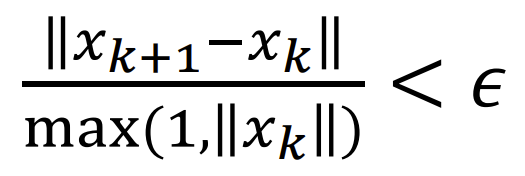 ‖x_{k+1}−x_k‖
max(1,‖x_k‖)
< ϵ